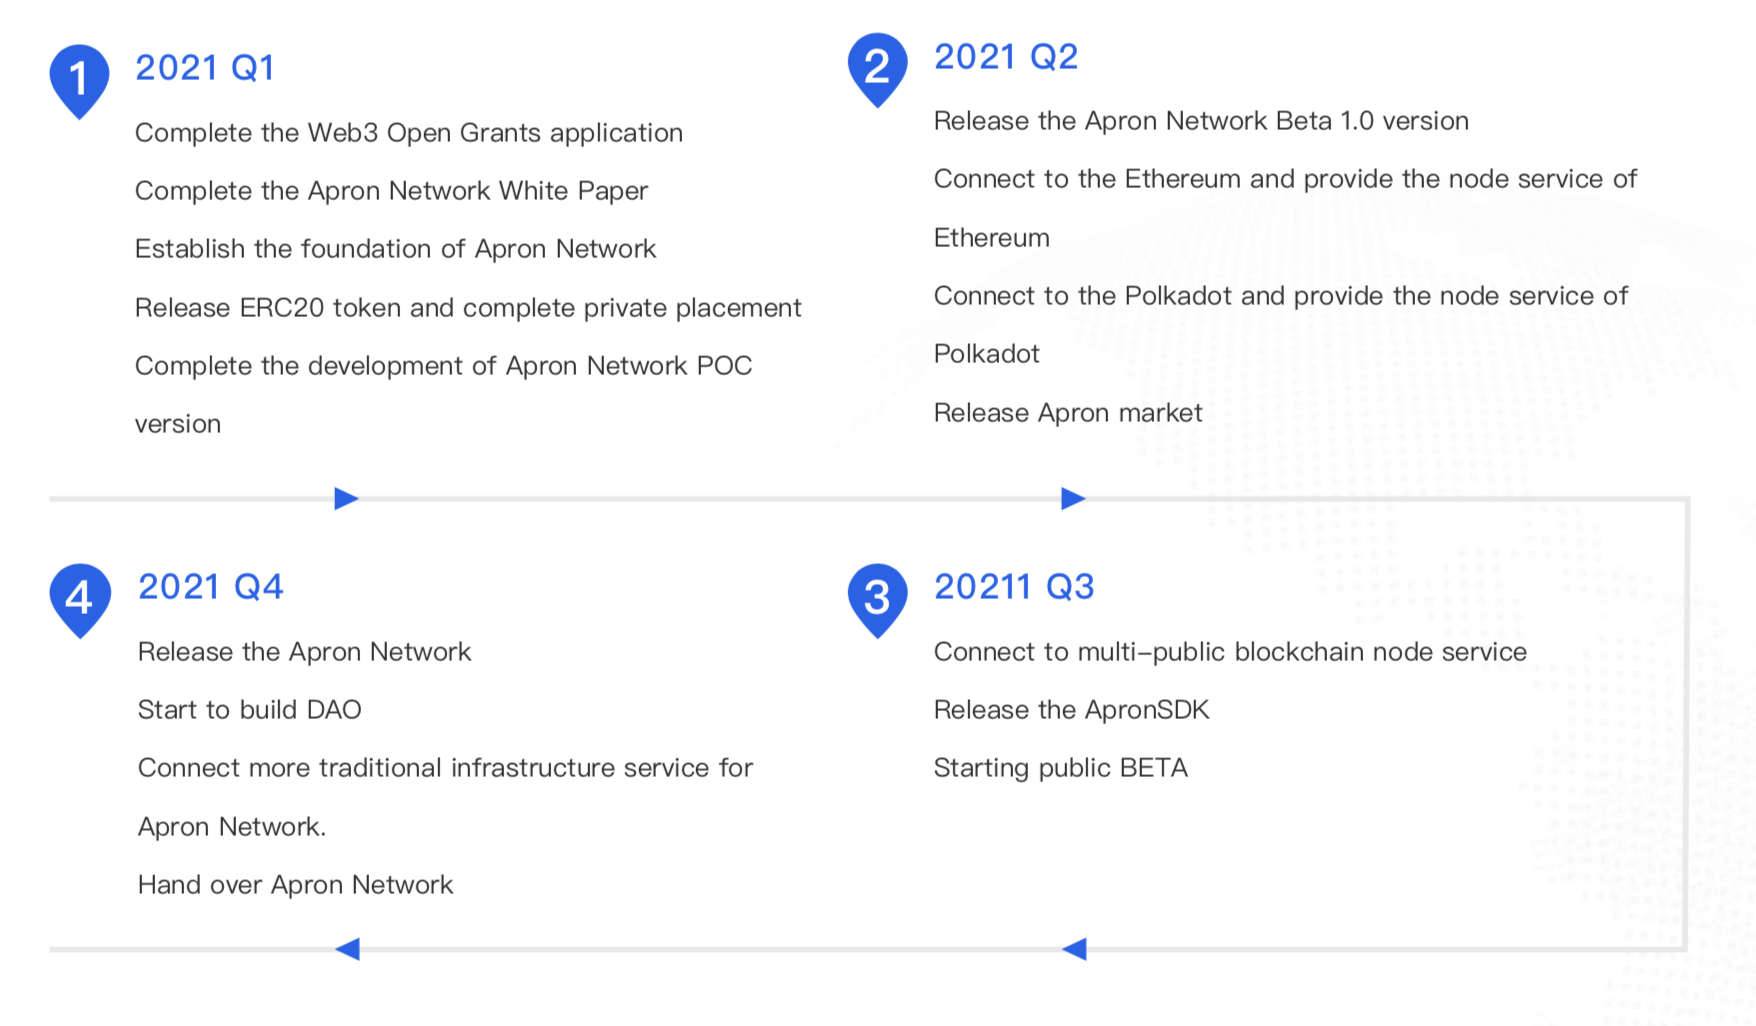 1
2021 Q1
Complete the Web3 Open Grants application
Complete the Apron Network White Paper
Establish the foundation of Apron Network
Release ERC20 token and complete private placement
Complete the development of Apron Network POC
version
2
2021 Q2
Release the Apron Network Beta 1.0 version
Connect to the Ethereum and provide the node service of
Ethereum
Connect to the Polkadot and provide the node service of
Polkadot
Release Apron market
3
20211 Q3
Connect to multi–public blockchain node service
Release the ApronSDK
Starting public BETA
4
2021 Q4
Release the Apron Network
Start to build DAO
Connect more traditional infrastructure service for
Apron Network.
Hand over Apron Network